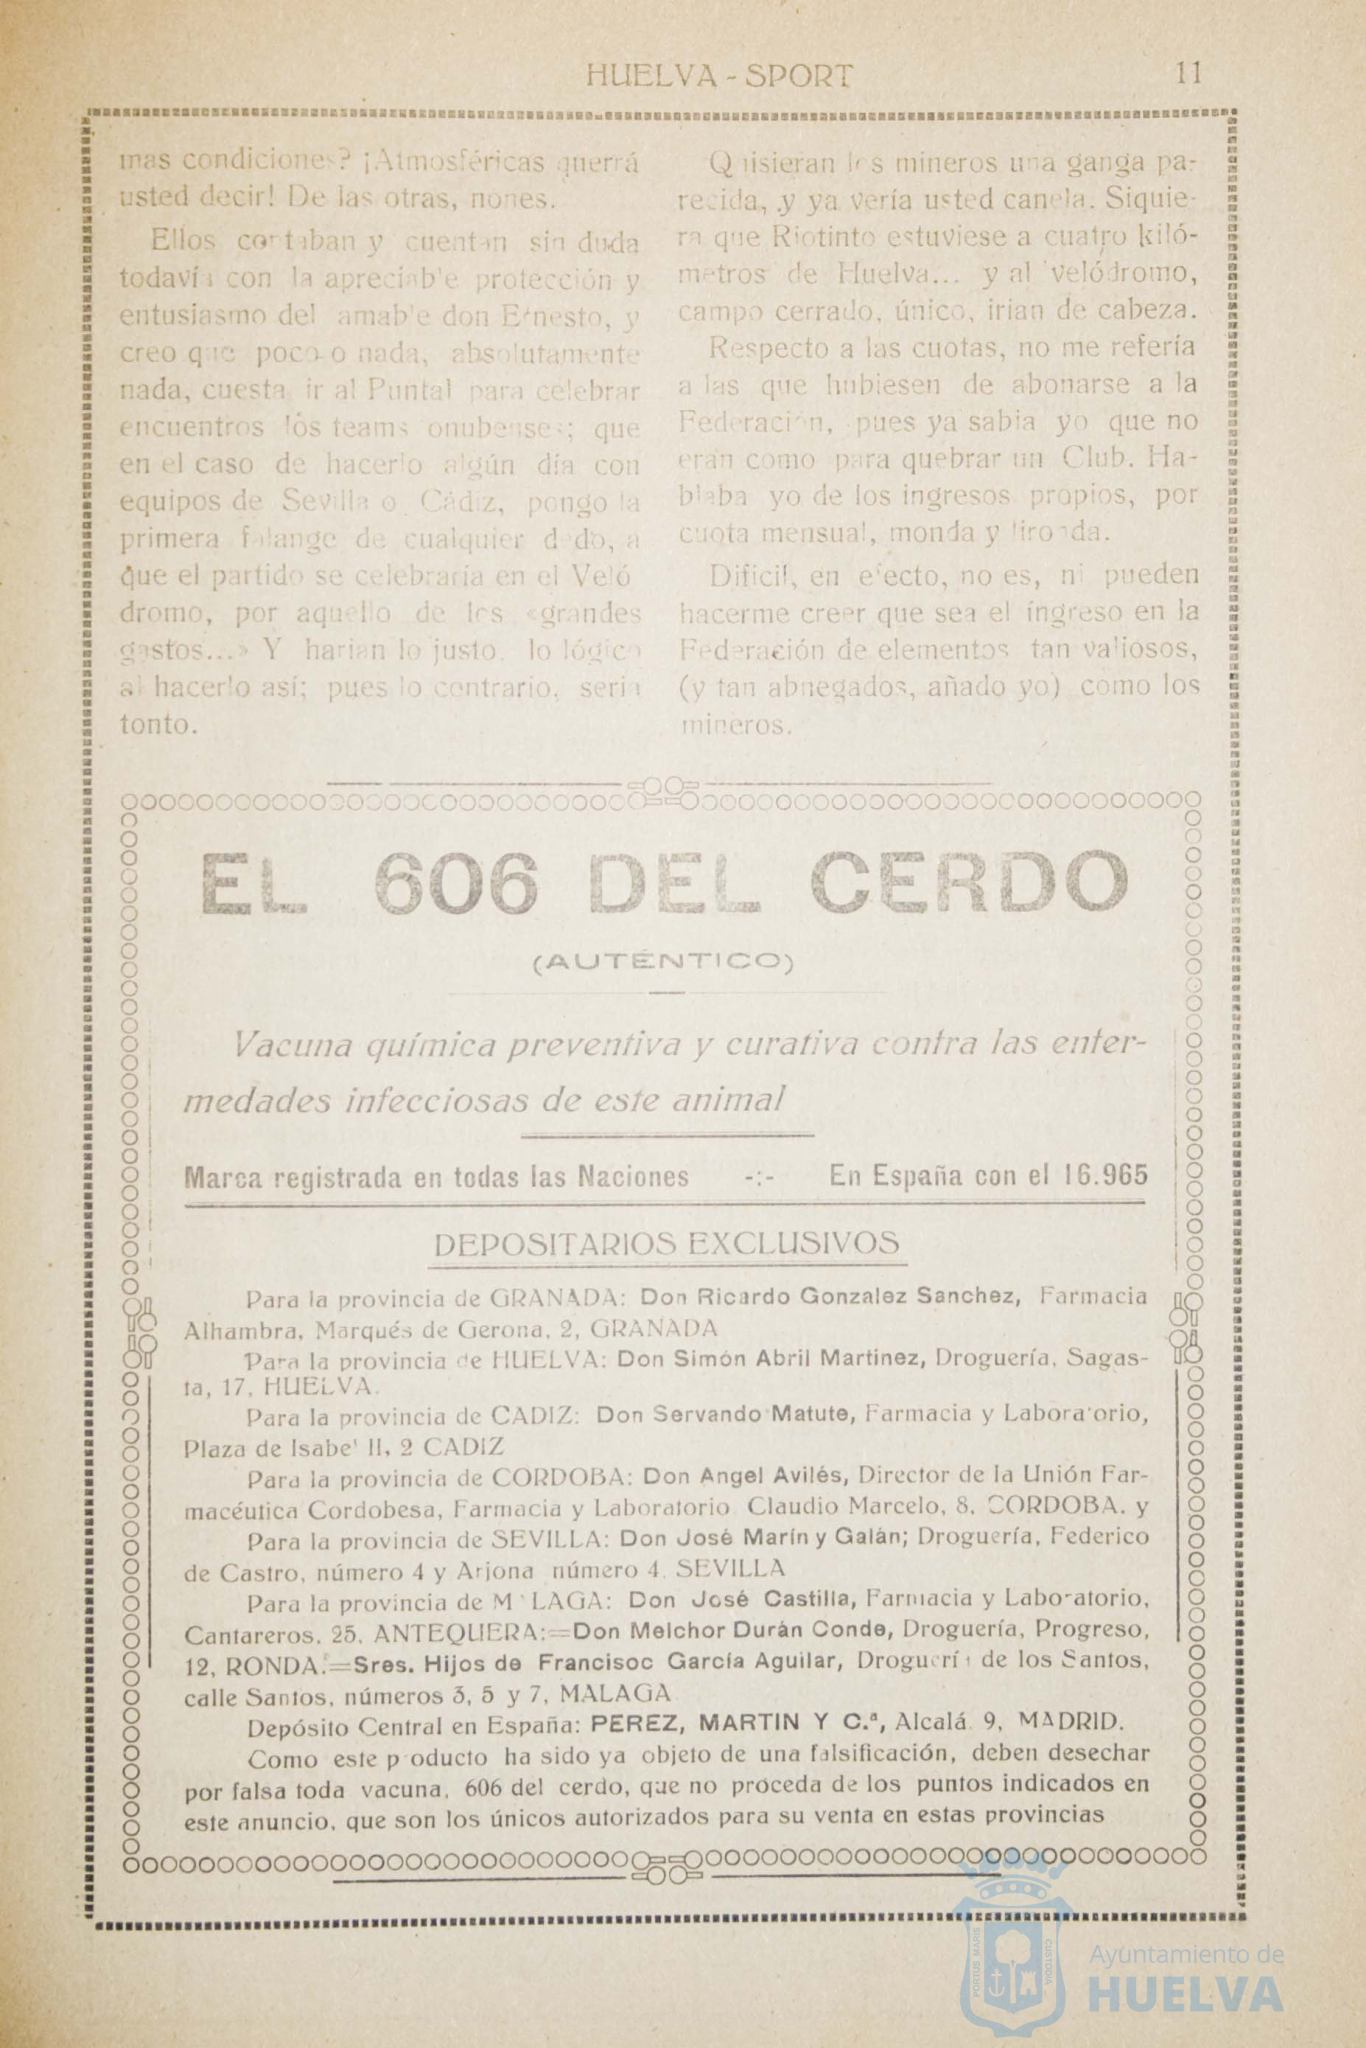 HUELVA - SPORT
11
mas condiciones? ¡Atmosféricas querrá
usted decir! De las otras, nones.
Ellos contaban y cuentan sin duda
todavía con la apreciable protección y
entusiasmo del amable don Ernesto, y
creo que poco o nada, absolutamente
nada, cuesta ir al Puntal para celebrar
encuentros los teams onubenses; que
en el caso de hacerlo algún día con
equipos de Sevilla o Cádiz, pongo la
primera falange de cualquier dedo, a
que el partido se celebraría en el Veló
dromo, por aquello de los «grandes
gastos...» Y harían lo justo, lo lógico
al hacerlo así; pues lo contrario, seria
tonto.
Quisieran los mineros una ganga pa-
recida, y ya vería usted canela. Siquie-
ra que Riotinto estuviese a cuatro kiló-
metros de Huelva... y al velódromo,
campo cerrado, único, irian de cabeza.
Respecto a las cuotas, no me refería
a las que hubiesen de abonarse a la
Federación, pues ya sabia yo que no
eran como para quebrar un Club. Ha-
blaba yo de los ingresos propios, por
cuota mensual, monda y lironda.
Dificil, en efecto, no es, ni pueden
hacerme creer que sea el ingreso en la
Federación de elementos tan valiosos,
(y tan abnegados, añado yo) como los
mineros.
EL 606 DEL CERDO
(AUTÉNTICO)
Vacuna química preventiva y curativa contra las enfer-
medades infecciosas de este animal
Marca registrada en todas las Naciones -:- En España con el 16.965
DEPOSITARIOS EXCLUSIVOS
Para la provincia de GRANADA: Don Ricardo Gonzalez Sanchez, Farmacia
Alhambra, Marqués de Gerona, 2, GRANADA
Para la provincia de HUELVA: Don Simón Abril Martinez, Droguería, Sagas-
ta, 17, HUELVA.
Para la provincia de CADIZ: Don Servando Matute, Farmacia y Laboratorio,
Plaza de Isabel II, 2 CADIZ
Para la provincia de CORDOBA: Don Angel Avilés, Director de la Unión Far-
macéutica Cordobesa, Farmacia y Laboratorio Claudio Marcelo, 8, CORDOBA. y
Para la provincia de SEVILLA: Don José Marín y Galán; Droguería, Federico
de Castro, número 4 y Arjona número 4. SEVILLA
Para la provincia de MALAGA: Don José Castilla, Farmacia y Laboratorio,
Cantareros, 25, ANTEQUERA:=Don Melchor Durán Conde, Droguería, Progreso,
12, RONDA.=Sres. Hijos de Francisoc García Aguilar, Droguería de los Santos,
calle Santos, números 3, 5 y 7, MALAGA
Depósito Central en España: PEREZ, MARTIN Y C.ª, Alcalá 9, MADRID.
Como este producto ha sido ya objeto de una falsificación, deben desechar
por falsa toda vacuna, 606 del cerdo, que no proceda de los puntos indicados en
este anuncio, que son los únicos autorizados para su venta en estas provincias
PORTUS MARIS
CUSTODIA
Ayuntamiento de
HUELVA